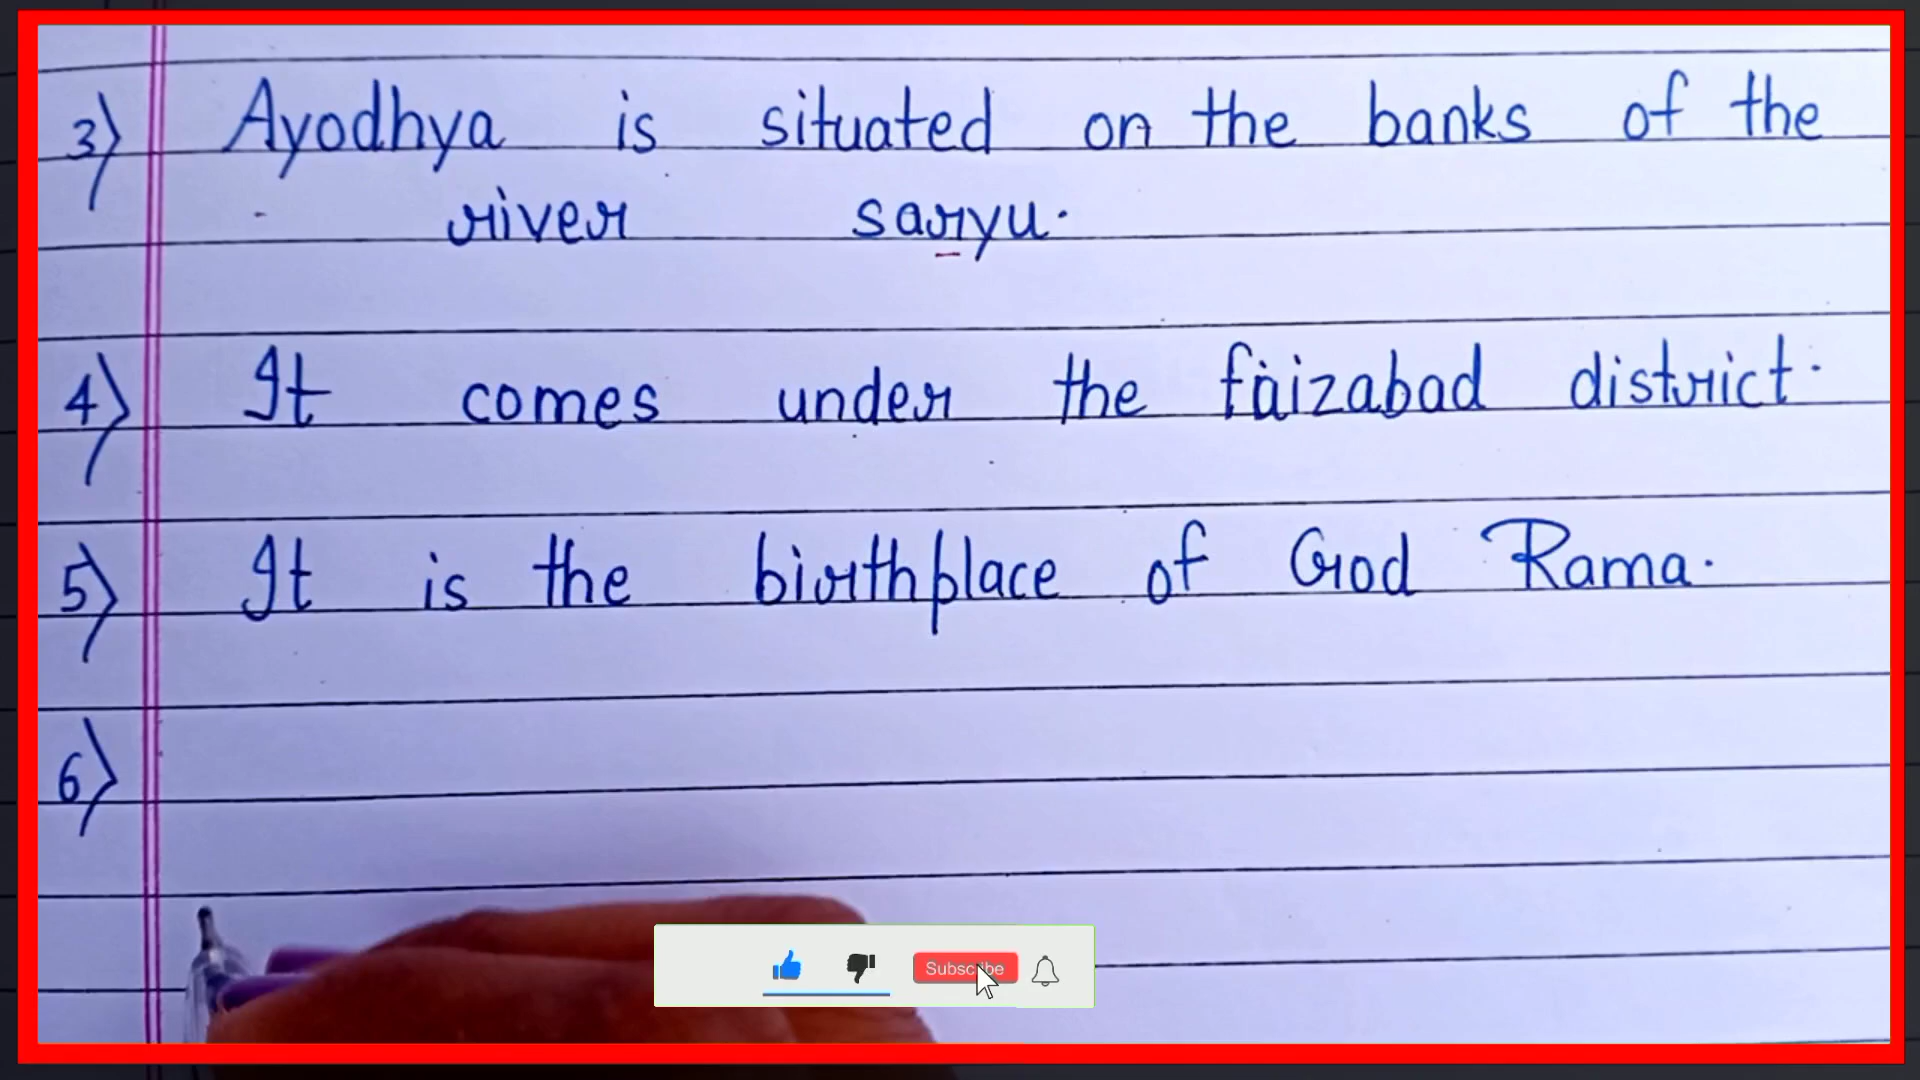 3) Ayodhya is situated on the banks of the
river saryu.
4) It comes under the faizabad district.
5) It is the birthplace of God Rama.
6)
Subscribe